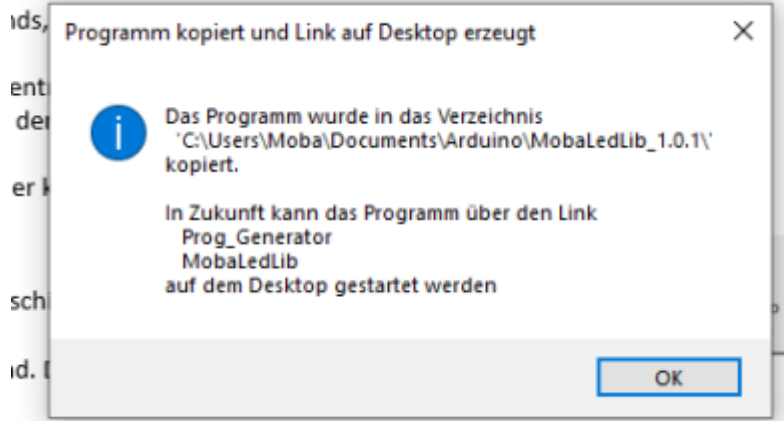 Programm kopiert und Link auf Desktop erzeugt
Das Programm wurde in das Verzeichnis
'C:\Users\Moba\Documents\Arduino\MobaLedLib_1.0.1\'
kopiert.
In Zukunft kann das Programm über den Link
Prog_Generator
MobaLedLib
auf dem Desktop gestartet werden
OK